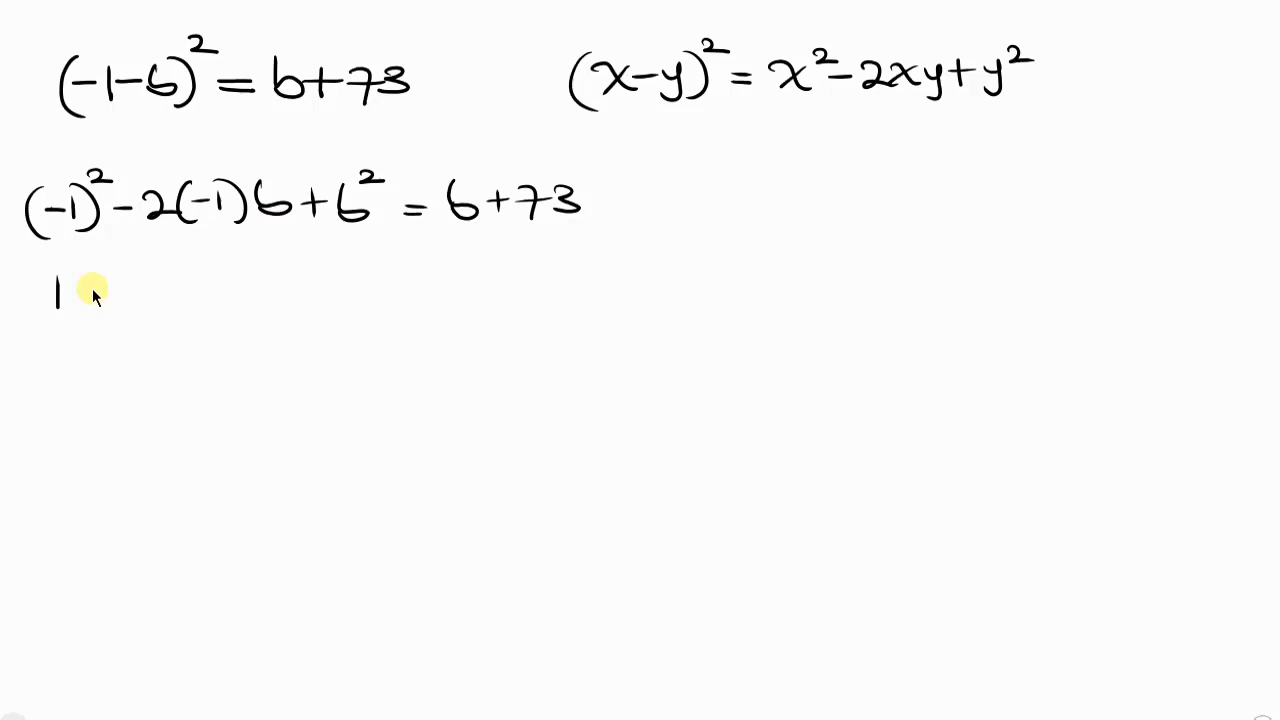 (-1-b)² = b+73
(x-y)² = x²-2xy+y²
(-1)²-2(-1)b+b² = b+73
1